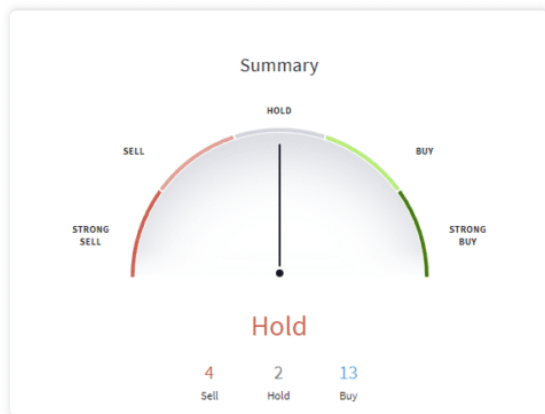 Summary
HOLD
SELL
BUY
STRONG
SELL
STRONG
BUY
Hold
4
2
13
Sell
Hold
Buy